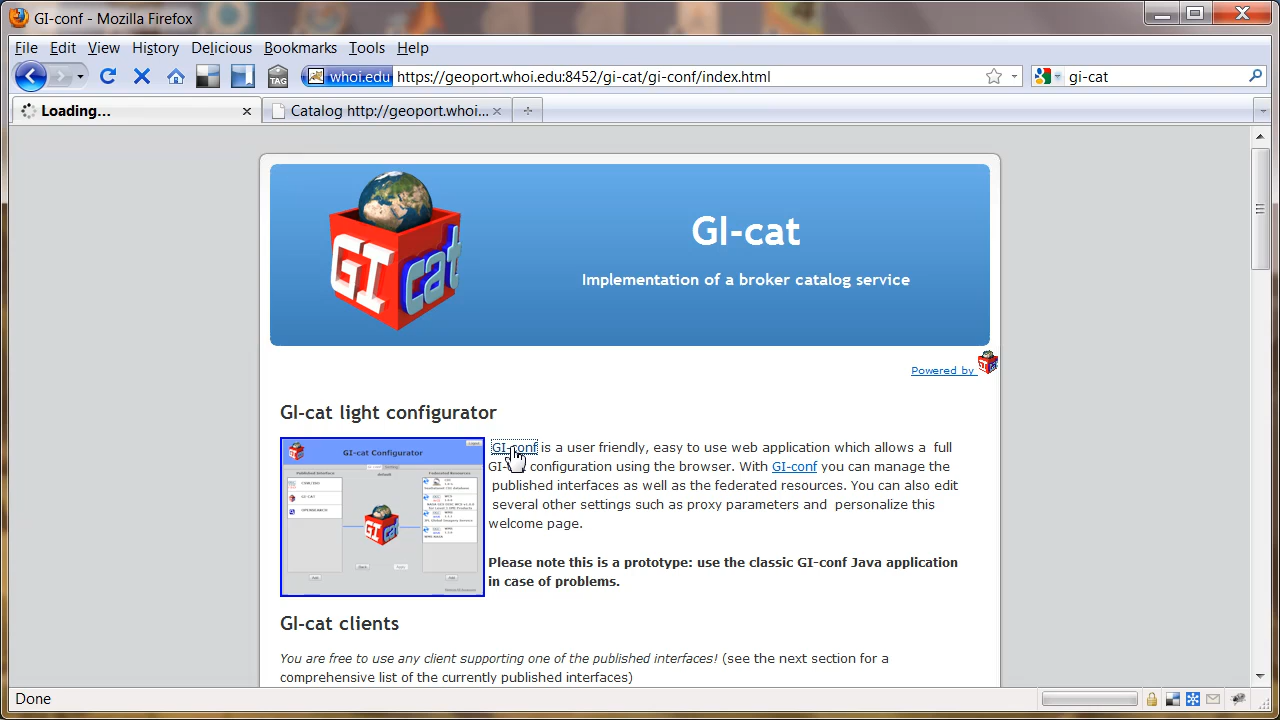 GI-conf - Mozilla Firefox
File Edit View History Delicious Bookmarks Tools Help
TAG whoi.edu https://geoport.whoi.edu:8452/gi-cat/gi-conf/index.html gi-cat
Loading... Catalog http://geoport.whoi...
GI cat
GI-cat
Implementation of a broker catalog service
Powered by
GI-cat light configurator
GI-cat Configurator
GI-conf is a user friendly, easy to use web application which allows a full
configuration using the browser. With GI-conf you can manage the
published interfaces as well as the federated resources. You can also edit
several other settings such as proxy parameters and personalize this
welcome page.
Please note this is a prototype: use the classic GI-conf Java application
in case of problems.
GI-cat clients
You are free to use any client supporting one of the published interfaces! (see the next section for a
comprehensive list of the currently published interfaces)
Done